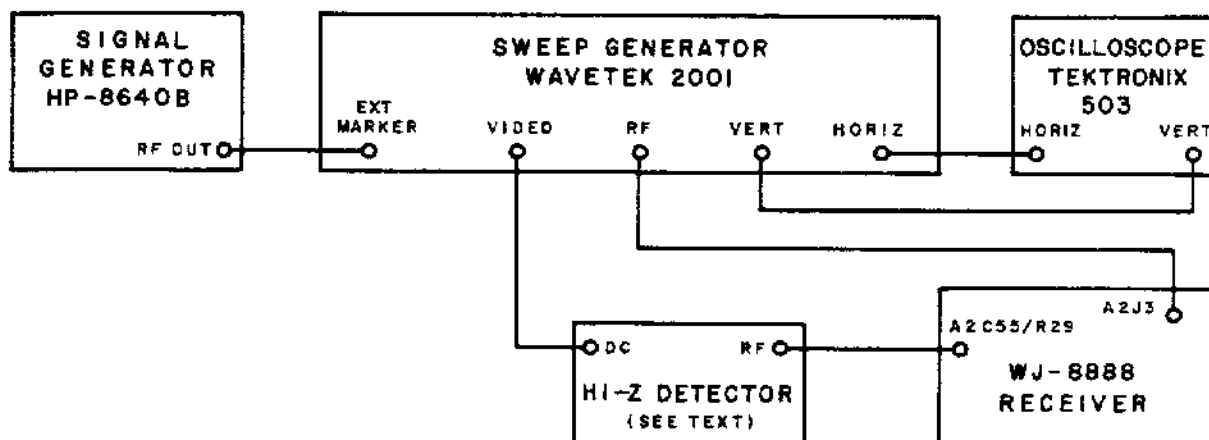 SIGNAL
GENERATOR
HP-8640B
RF OUT
SWEEP GENERATOR
WAVETEK 2001
EXT
MARKER
VIDEO
RF
VERT
HORIZ
OSCILLOSCOPE
TEKTRONIX
503
HORIZ
VERT
DC
RF
HI-Z DETECTOR
(SEE TEXT)
A2J3
A2C55/R29
WJ-8888
RECEIVER